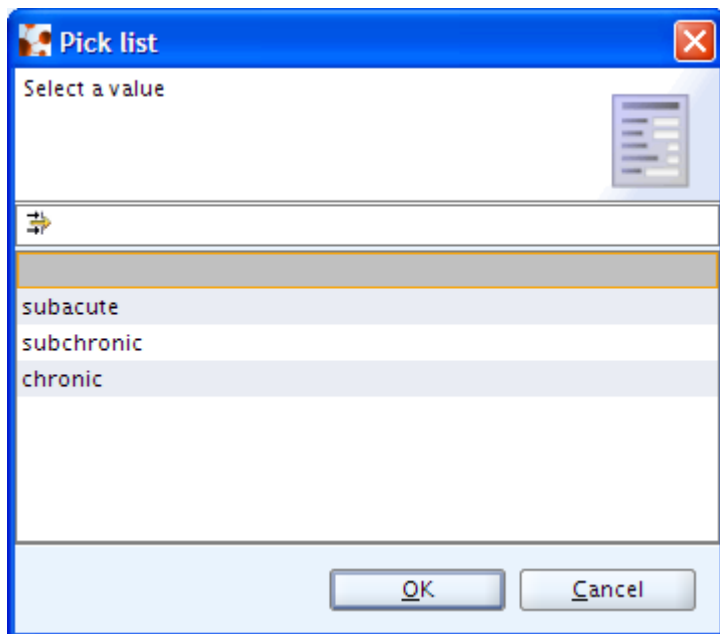 Pick list
Select a value
subacute
subchronic
chronic
OK
Cancel